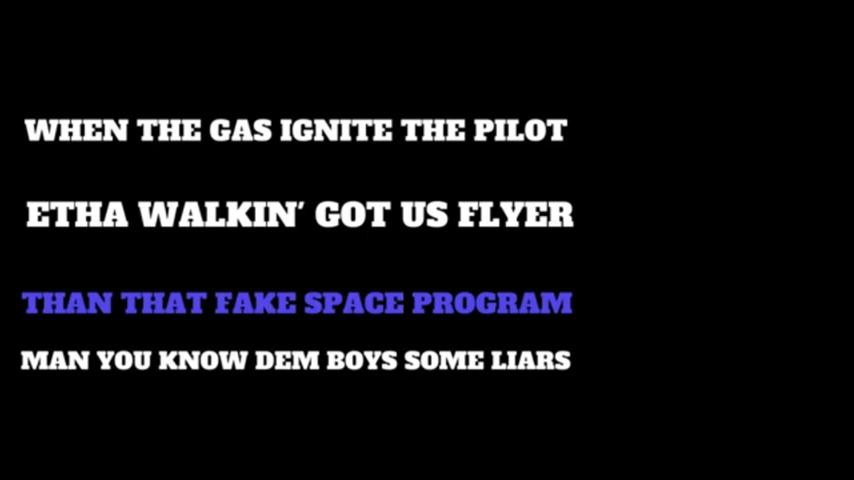 WHEN THE GAS IGNITE THE PILOT
ETHA WALKIN' GOT US FLYER
THAN THAT FAKE SPACE PROGRAM
MAN YOU KNOW DEM BOYS SOME LIARS